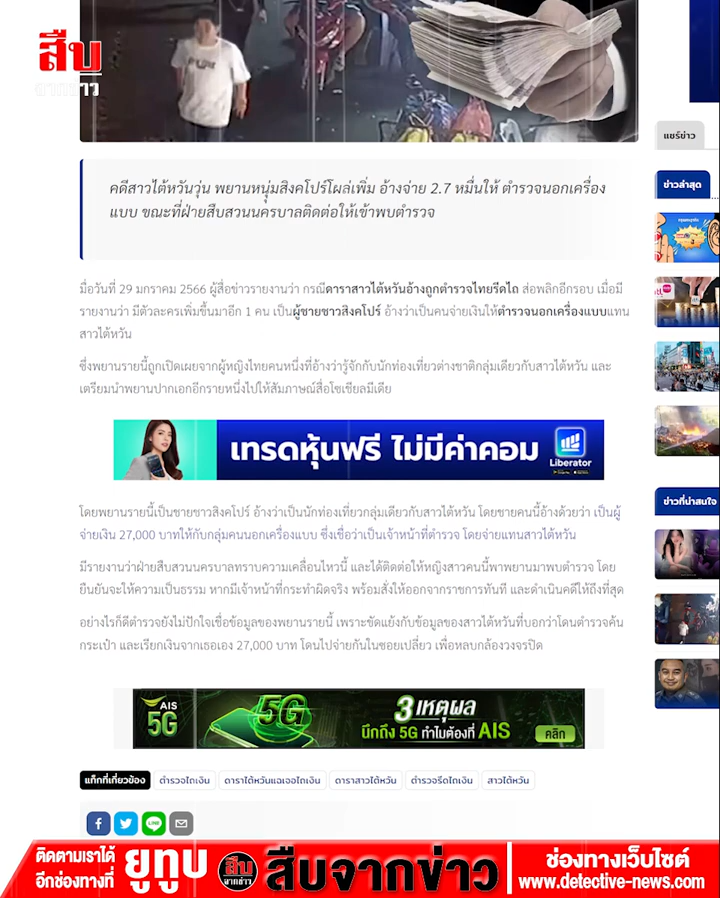 สืบ
จากข่าว
แชร์ข่าว
คดีสาวไต้หวันวุ่น พยานหนุ่มสิงคโปร์โผล่เพิ่ม อ้างจ่าย 2.7 หมื่นให้ ตำรวจนอกเครื่อง
แบบ ขณะที่ฝ่ายสืบสวนนครบาลติดต่อให้เข้าพบตำรวจ
ข่าวล่าสุด
เมื่อวันที่ 29 มกราคม 2566 ผู้สื่อข่าวรายงานว่า กรณีดาราสาวไต้หวันอ้างถูกตำรวจไทยรีดไถ ส่อพลิกอีกรอบ เมื่อมี
รายงานว่า มีตัวละครเพิ่มขึ้นมาอีก 1 คน เป็นผู้ชายชาวสิงคโปร์ อ้างว่าเป็นคนจ่ายเงินให้ตำรวจนอกเครื่องแบบแทน
สาวไต้หวัน
ซึ่งพยานรายนี้ถูกเปิดเผยจากผู้หญิงไทยคนหนึ่งที่อ้างว่ารู้จักกับนักท่องเที่ยวต่างชาติกลุ่มเดียวกับสาวไต้หวัน และ
เตรียมนำพยานปากเอกอีกรายหนึ่งไปให้สัมภาษณ์สื่อโซเชียลมีเดีย
เทรดหุ้นฟรี ไม่มีค่าคอม
Liberator
ข่าวที่น่าสนใจ
โดยพยานรายนี้เป็นชายชาวสิงคโปร์ อ้างว่าเป็นนักท่องเที่ยวกลุ่มเดียวกับสาวไต้หวัน โดยชายคนนี้อ้างด้วยว่า เป็นผู้
จ่ายเงิน 27,000 บาทให้กับกลุ่มคนนอกเครื่องแบบ ซึ่งเชื่อว่าเป็นเจ้าหน้าที่ตำรวจ โดยจ่ายแทนสาวไต้หวัน
มีรายงานว่าฝ่ายสืบสวนนครบาลทราบความเคลื่อนไหวนี้ และได้ติดต่อให้หญิงสาวคนนี้พาพยานมาพบตำรวจ โดย
ยืนยันจะให้ความเป็นธรรม หากมีเจ้าหน้าที่กระทำผิดจริง พร้อมสั่งให้ออกจากราชการทันที และดำเนินคดีให้ถึงที่สุด
อย่างไรก็ดีตำรวจยังไม่ปักใจเชื่อข้อมูลของพยานรายนี้ เพราะขัดแย้งกับข้อมูลของสาวไต้หวันที่บอกว่าโดนตำรวจค้น
กระเป๋า และเรียกเงินจากเธอเอง 27,000 บาท โดนไปจ่ายกันในซอยเปลี่ยว เพื่อหลบกล้องวงจรปิด
AIS
5G
5G
3 เหตุผล
นึกถึง 5G ทำไมต้องที่ AIS
คลิก
แท็กที่เกี่ยวข้อง ตำรวจไถเงิน ดาราไต้หวันแฉเจอไถเงิน ดาราสาวไต้หวัน ตำรวจรีดไถเงิน สาวไต้หวัน
LINE
ติดตามเราได้
อีกช่องทางที่
ยูทูบ
สืบ
จากข่าว
สืบจากข่าว
ช่องทางเว็บไซต์
www.detective-news.com